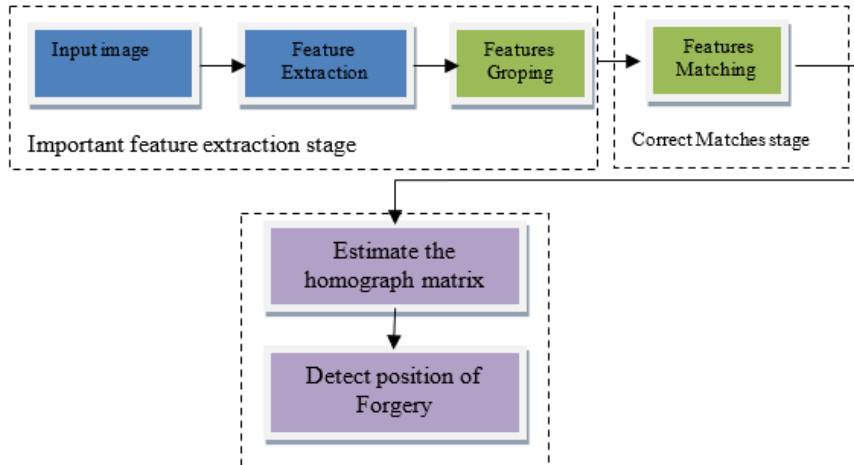 Input image
Feature
Extraction
Features
Groping
Important feature extraction stage
Features
Matching
Correct Matches stage
Estimate the
homograph matrix
Detect position of
Forgery